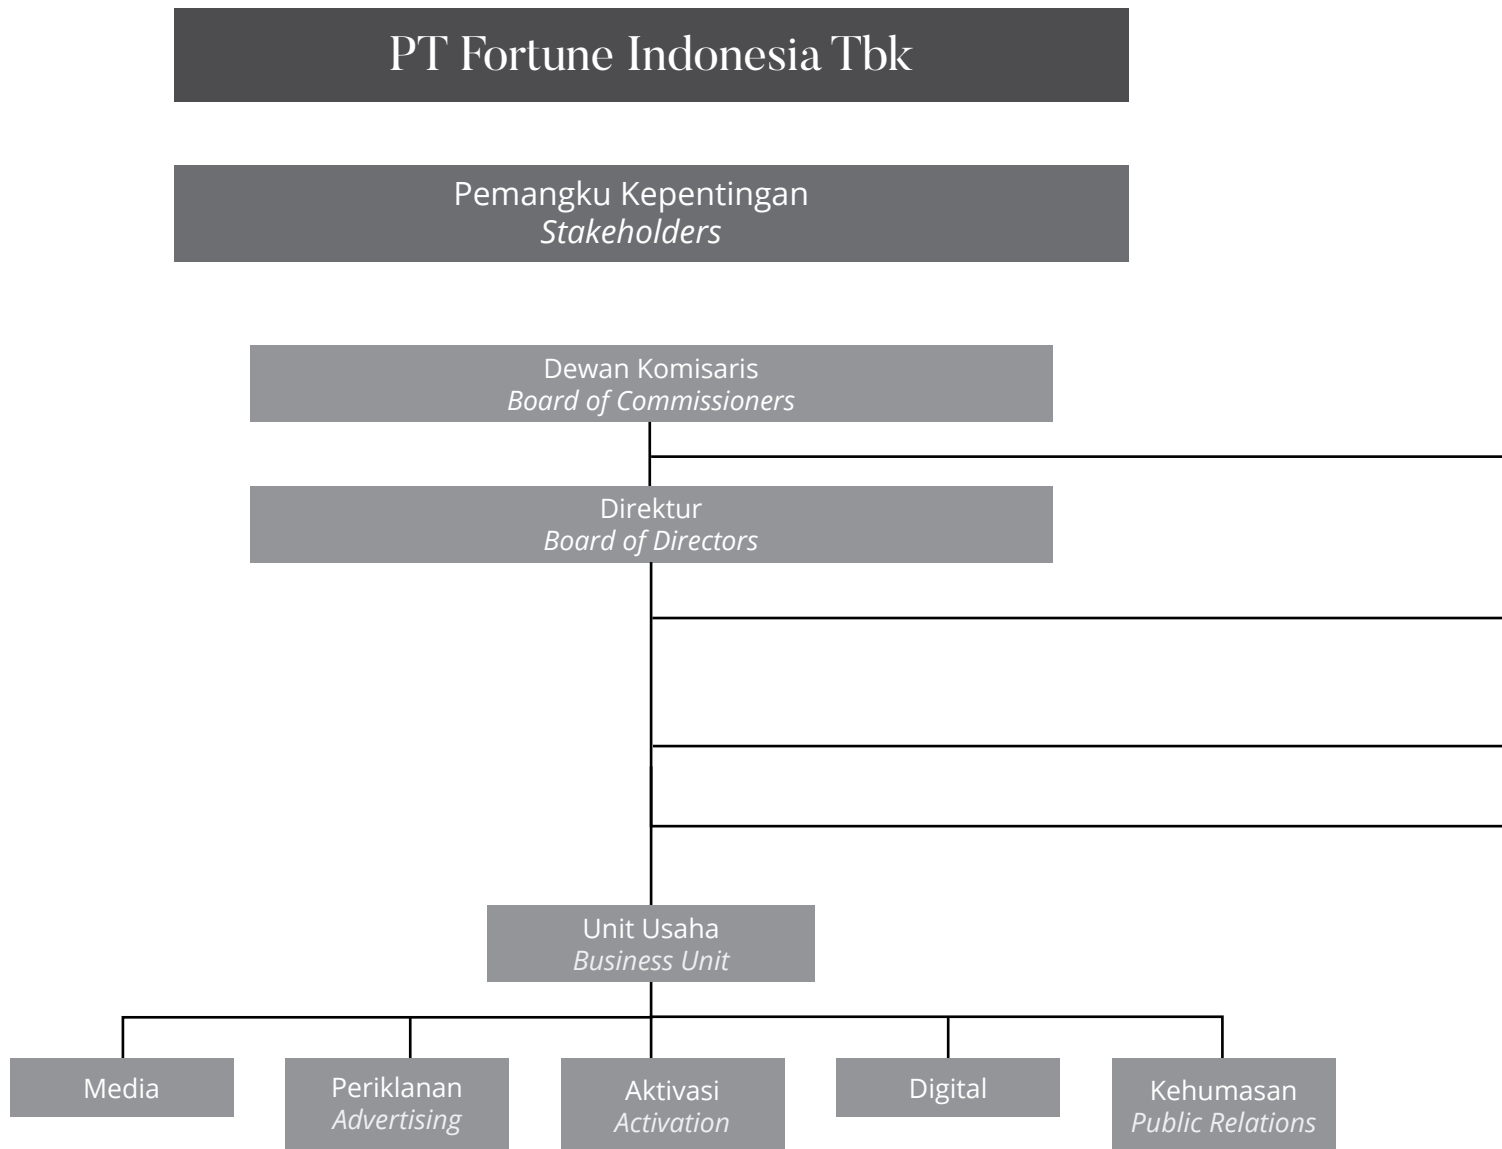 PT Fortune Indonesia Tbk
Pemangku Kepentingan
Stakeholders
Dewan Komisaris
Board of Commissioners
Direktur
Board of Directors
Unit Usaha
Business Unit
Media
Periklanan
Advertising
Aktivasi
Activation
Digital
Kehumasan
Public Relations